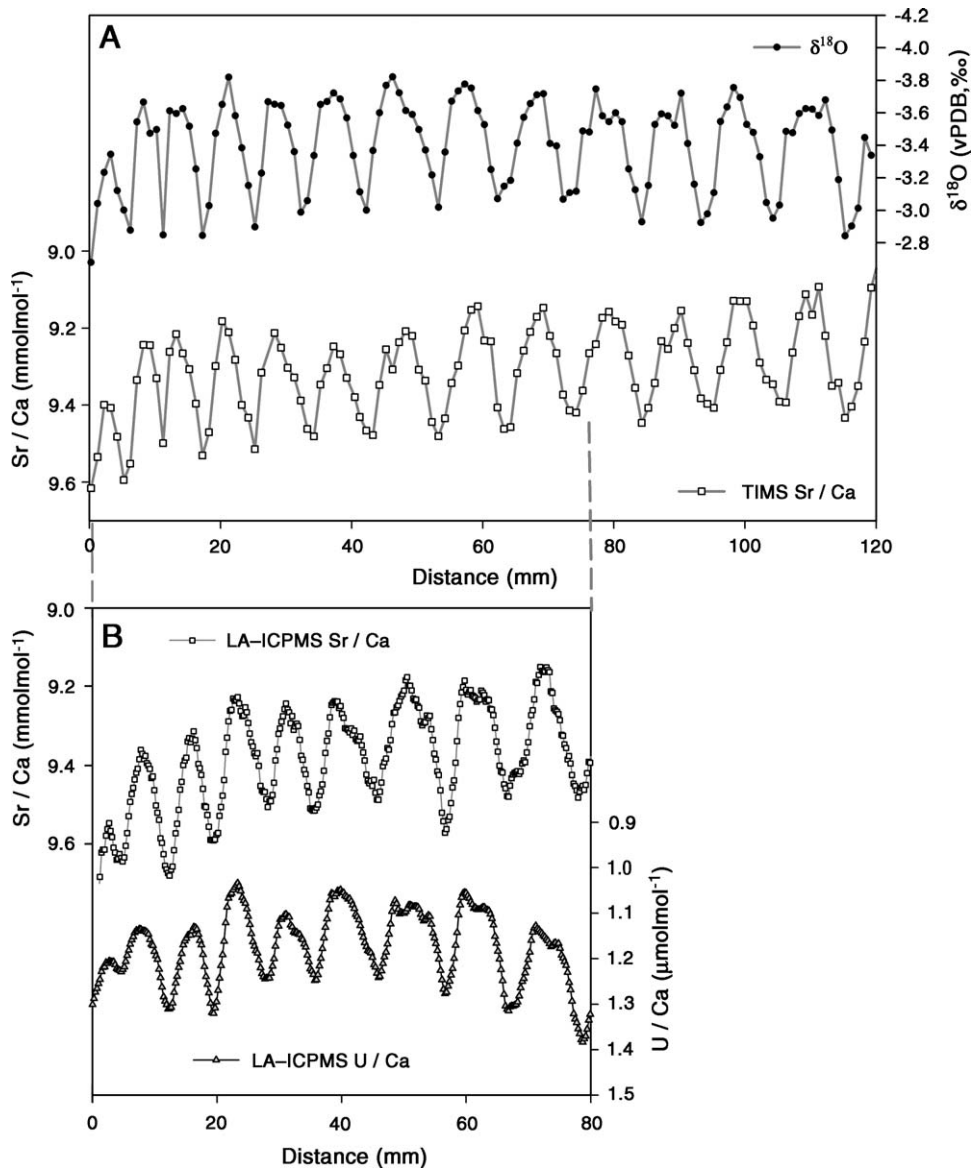 A
δ18O
-4.2
-4.0
-3.8
-3.6
-3.4
-3.2
-3.0
-2.8
δ18O (vPDB,‰)
9.0
9.2
9.4
9.6
Sr / Ca (mmolmol-1)
TIMS Sr / Ca
0 20 40 60 80 100 120
Distance (mm)
B
LA–ICPMS Sr / Ca
9.0
9.2
9.4
9.6
Sr / Ca (mmolmol-1)
0.9
1.0
1.1
1.2
1.3
1.4
1.5
U / Ca (μmolmol-1)
LA–ICPMS U / Ca
0 20 40 60 80
Distance (mm)